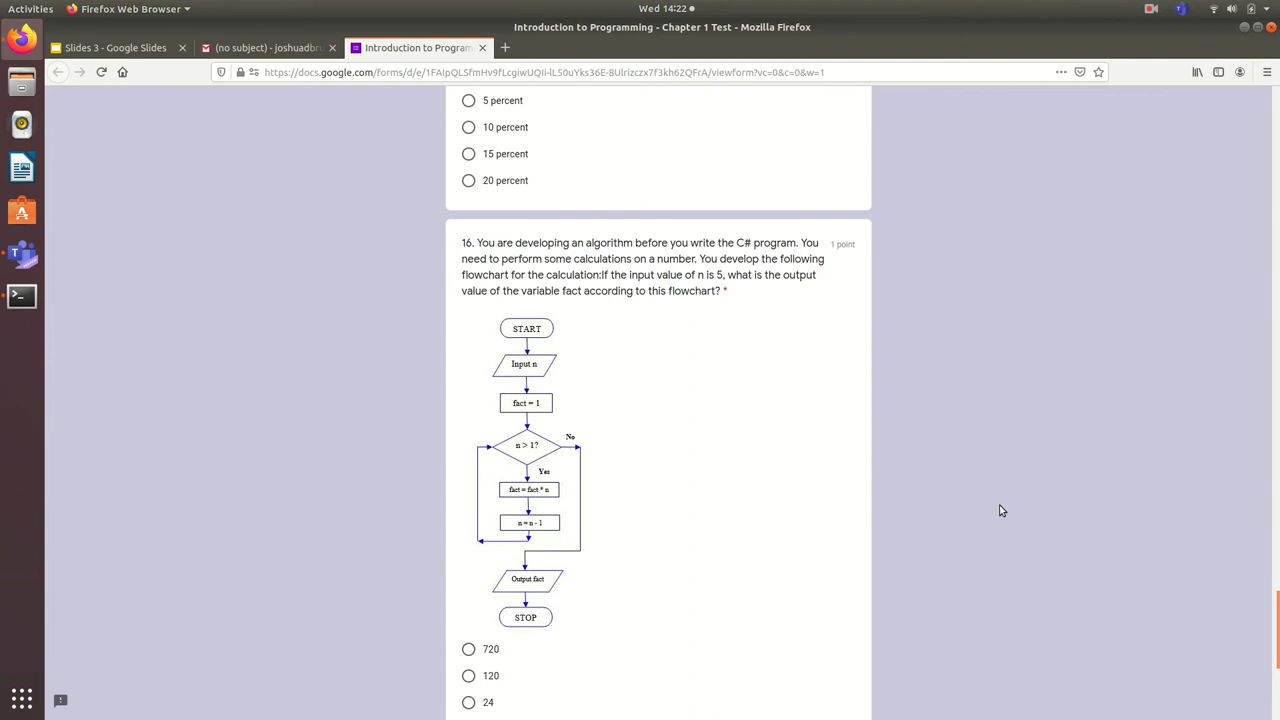 Activities
Firefox Web Browser
Wed 14:22
Introduction to Programming - Chapter 1 Test - Mozilla Firefox
Slides 3 - Google Slides
(no subject) - joshuadbru
Introduction to Program
https://docs.google.com/forms/d/e/1FAIpQLSfmHv9fLcgiwUQIi-lL50uYks36E-8Ulrizczx7f3kh62QFrA/viewform?vc=0&c=0&w=1
5 percent
10 percent
15 percent
20 percent
16. You are developing an algorithm before you write the C# program. You
1 point
need to perform some calculations on a number. You develop the following
flowchart for the calculation:If the input value of n is 5, what is the output
value of the variable fact according to this flowchart? *
START
Input n
fact = 1
No
n > 1?
Yes
fact = fact * n
n = n - 1
Output fact
STOP
720
120
24